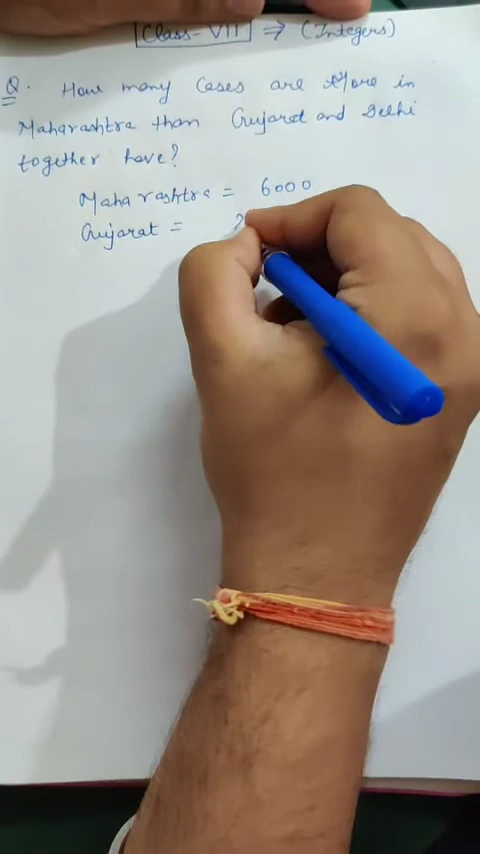 Class-VII ⇒ (Integers)
Q. How many Cases are More in
Maharashtra than Gujarat and Delhi
together have?
Maharashtra = 6000
Gujarat = 2